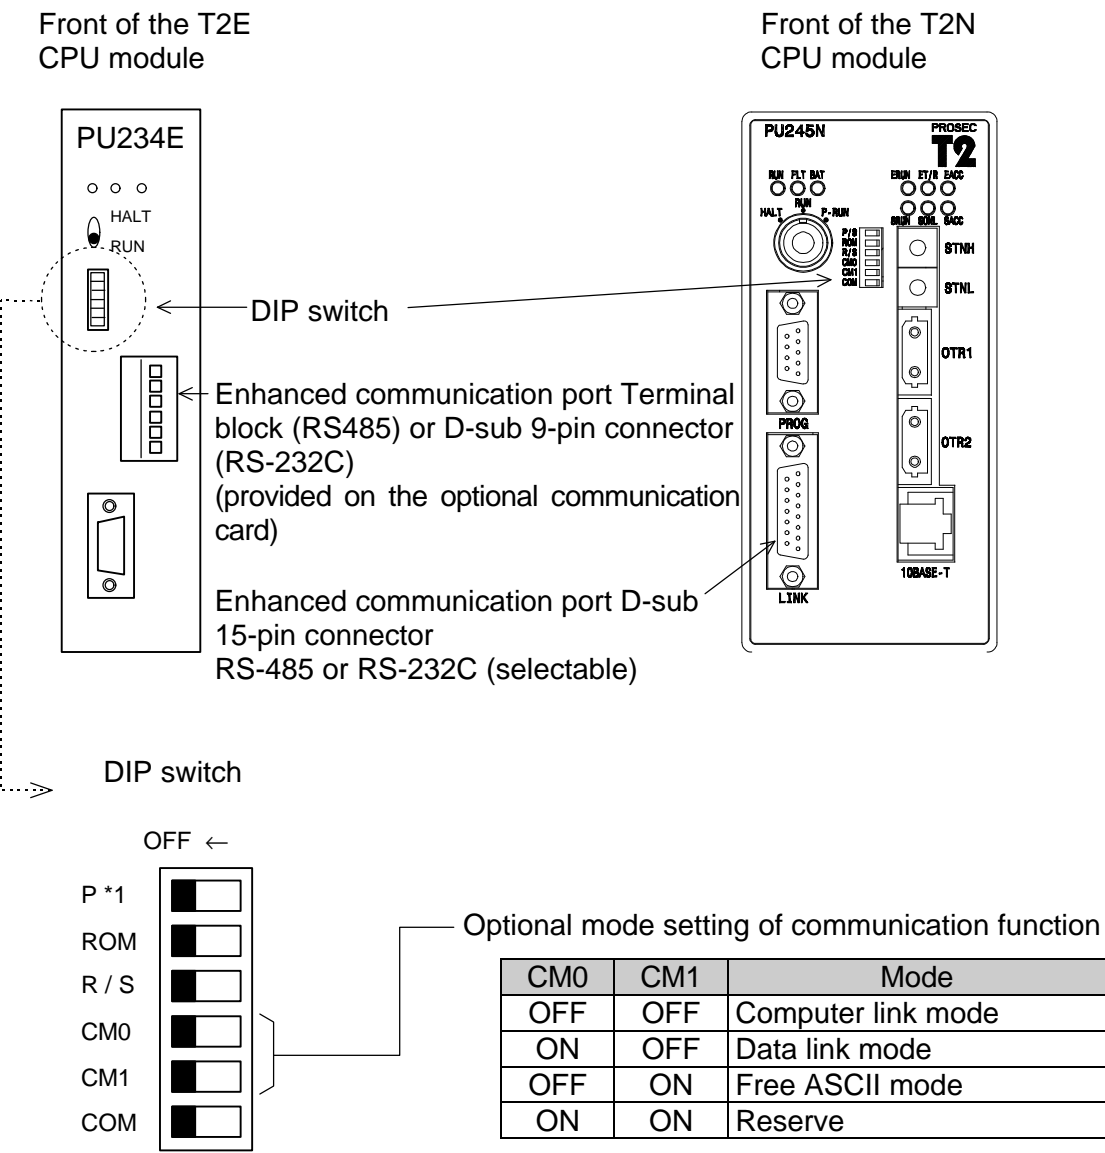 Front of the T2E
CPU module
Front of the T2N
CPU module
PU234E
HALT
RUN
PU245N
PROSEC
T2
RUN FLT BAT
ERUN ET/R EACC
HALT RUN P-RUN
SRUN SONL SACC
P/S
ROM
R/S
CM0
CM1
COM
STNH
STNL
OTR1
OTR2
PROG
LINK
10BASE-T
DIP switch
Enhanced communication port Terminal
block (RS485) or D-sub 9-pin connector
(RS-232C)
(provided on the optional communication
card)
Enhanced communication port D-sub
15-pin connector
RS-485 or RS-232C (selectable)
DIP switch
OFF ←
P *1
ROM
R / S
CM0
CM1
COM
Optional mode setting of communication function
CM0 CM1 Mode
OFF OFF Computer link mode
ON OFF Data link mode
OFF ON Free ASCII mode
ON ON Reserve